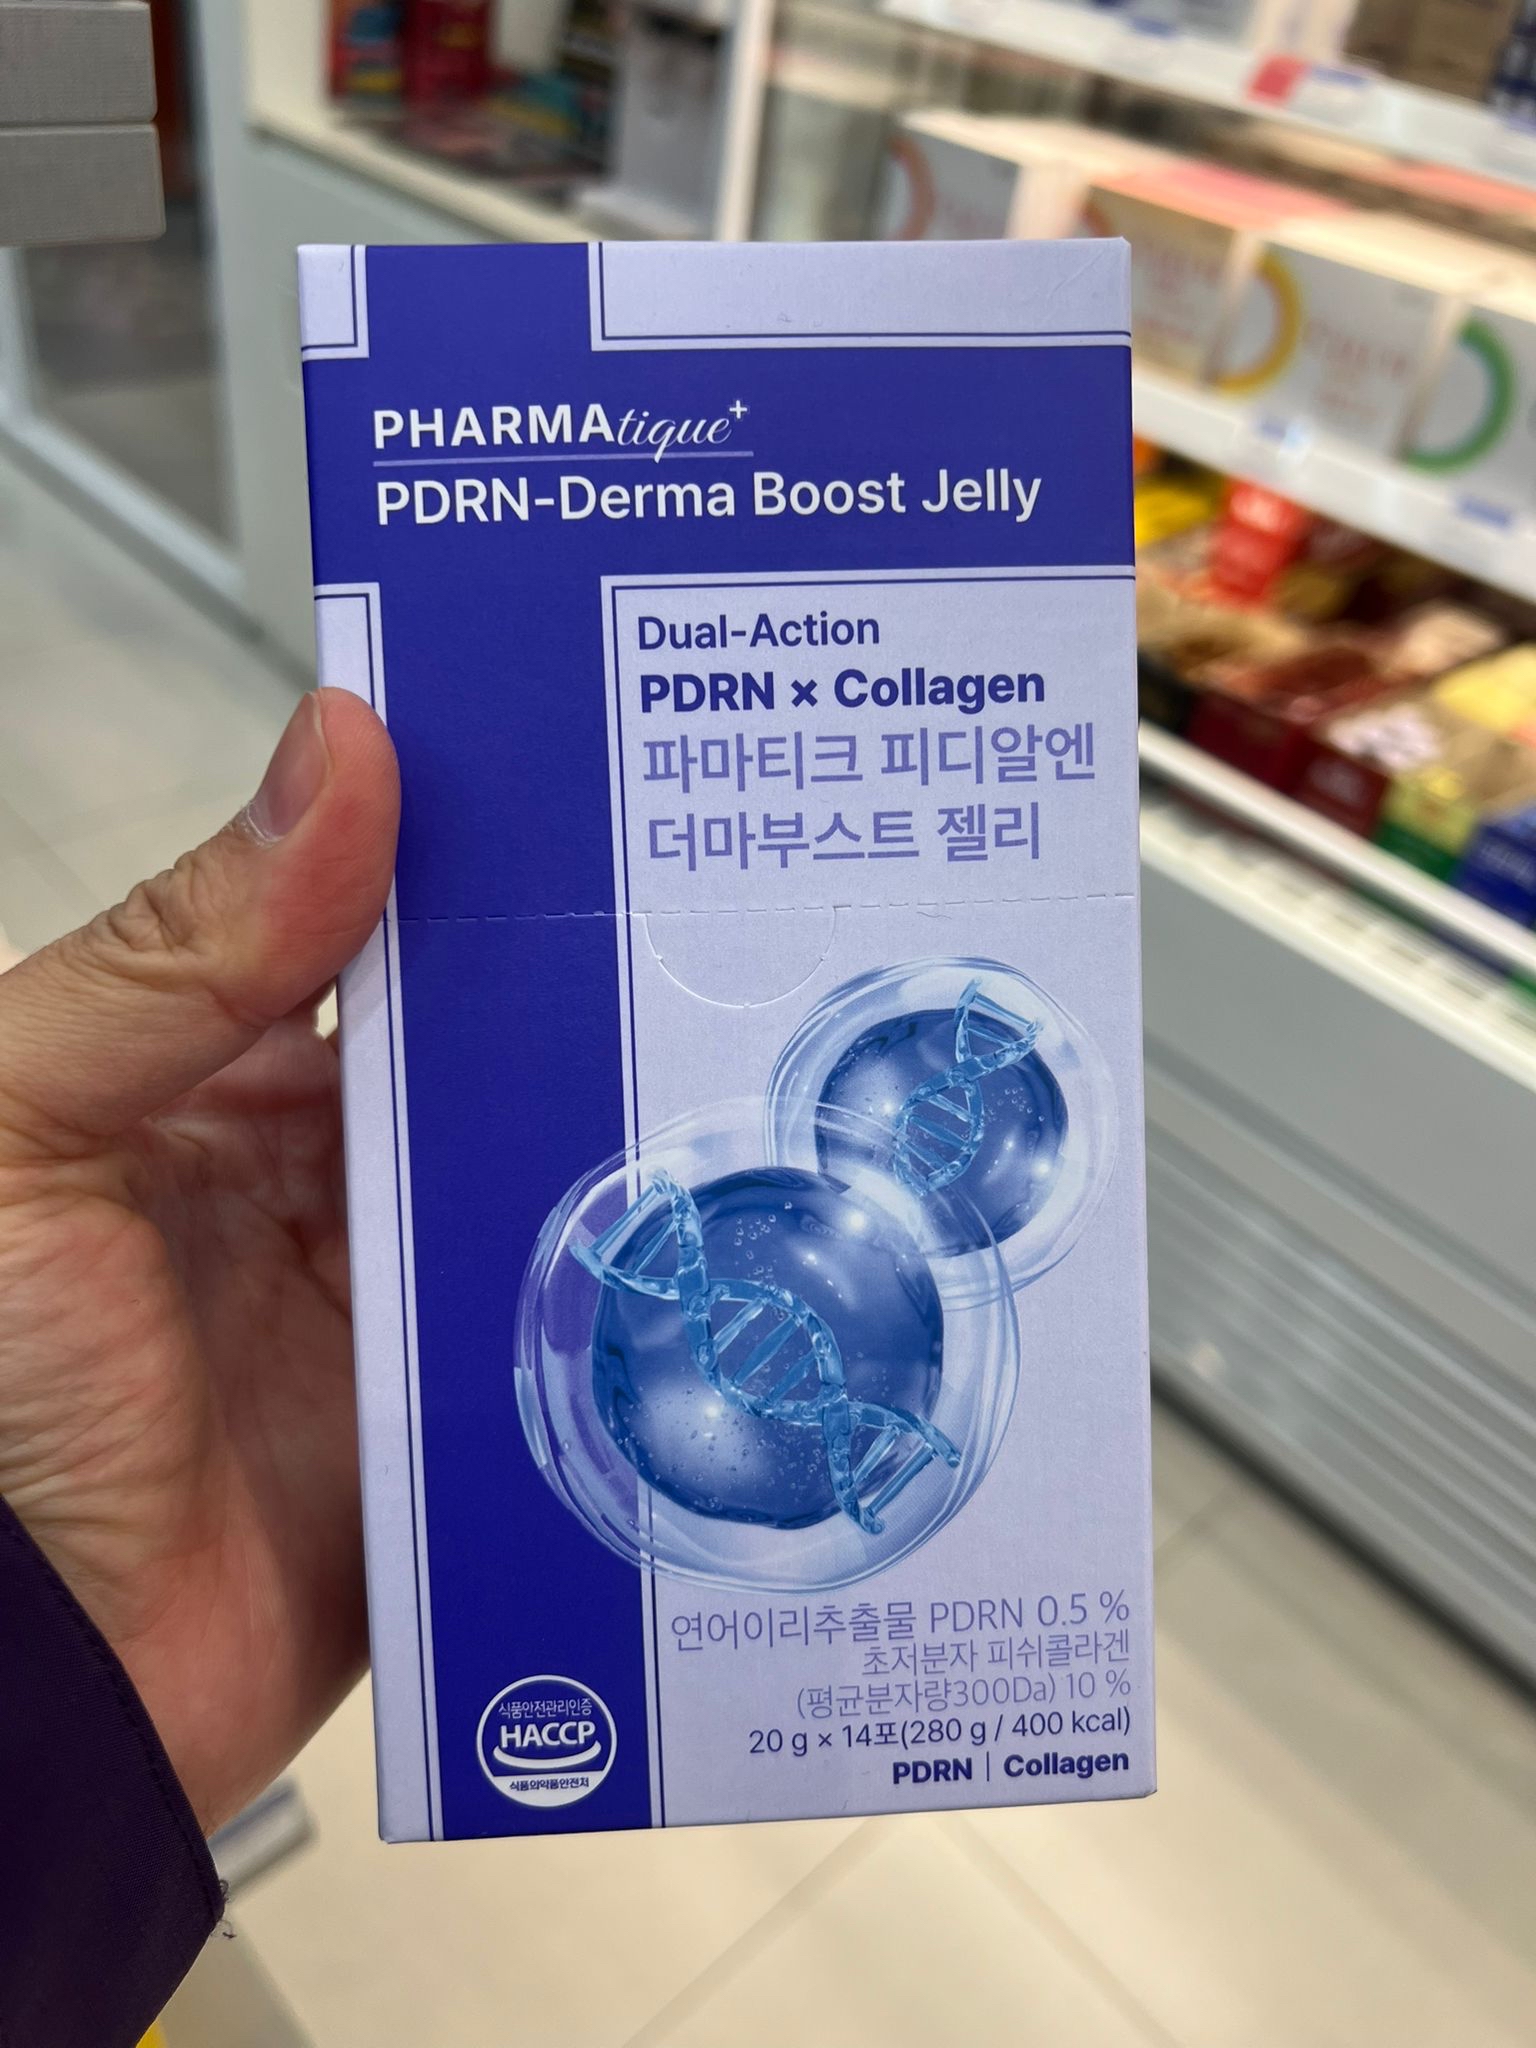 PHARMAtique+
PDRN-Derma Boost Jelly
Dual-Action
PDRN × Collagen
파마티크 피디알엔
더마부스트 젤리
연어이리추출물 PDRN 0.5 %
초저분자 피쉬콜라겐
(평균분자량300Da) 10 %
20 g × 14포(280 g / 400 kcal)
PDRN | Collagen
식품안전관리인증
HACCP
식품의약품안전처